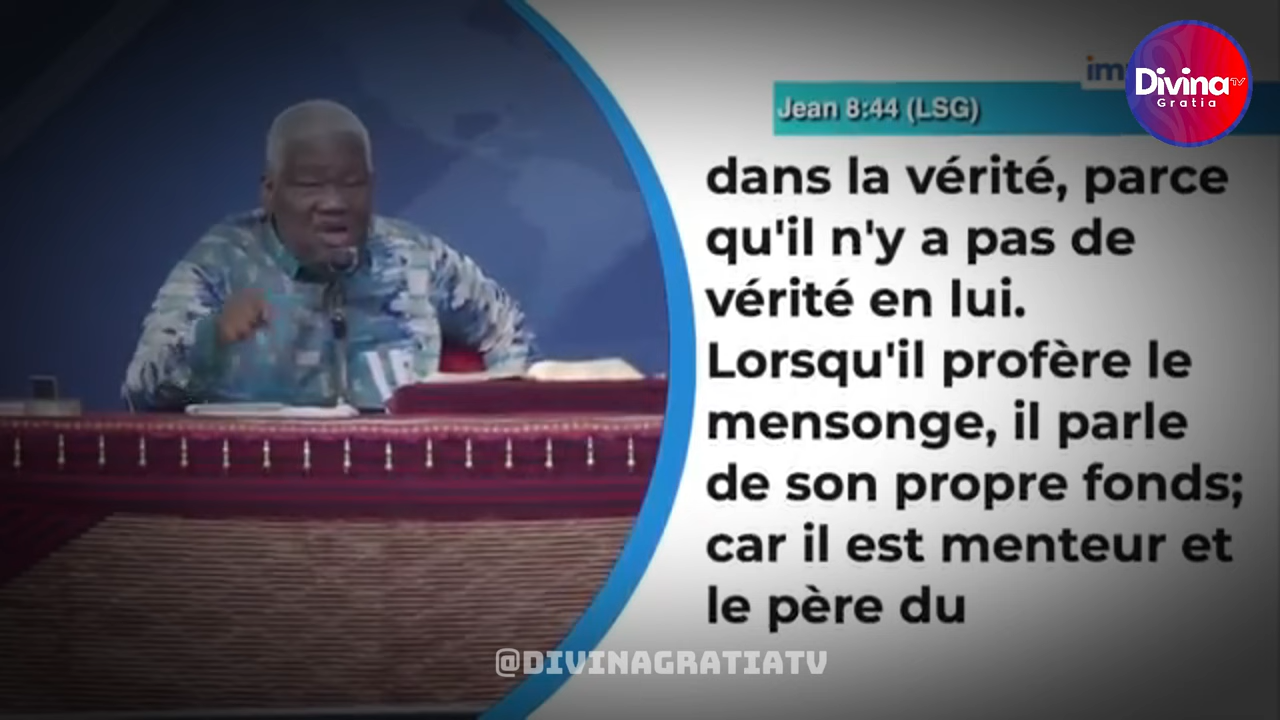 Divina TV
Gratia
Jean 8:44 (LSG)
dans la vérité, parce
qu'il n'y a pas de
vérité en lui.
Lorsqu'il profère le
mensonge, il parle
de son propre fonds;
car il est menteur et
le père du
@DIVINAGRATIATV